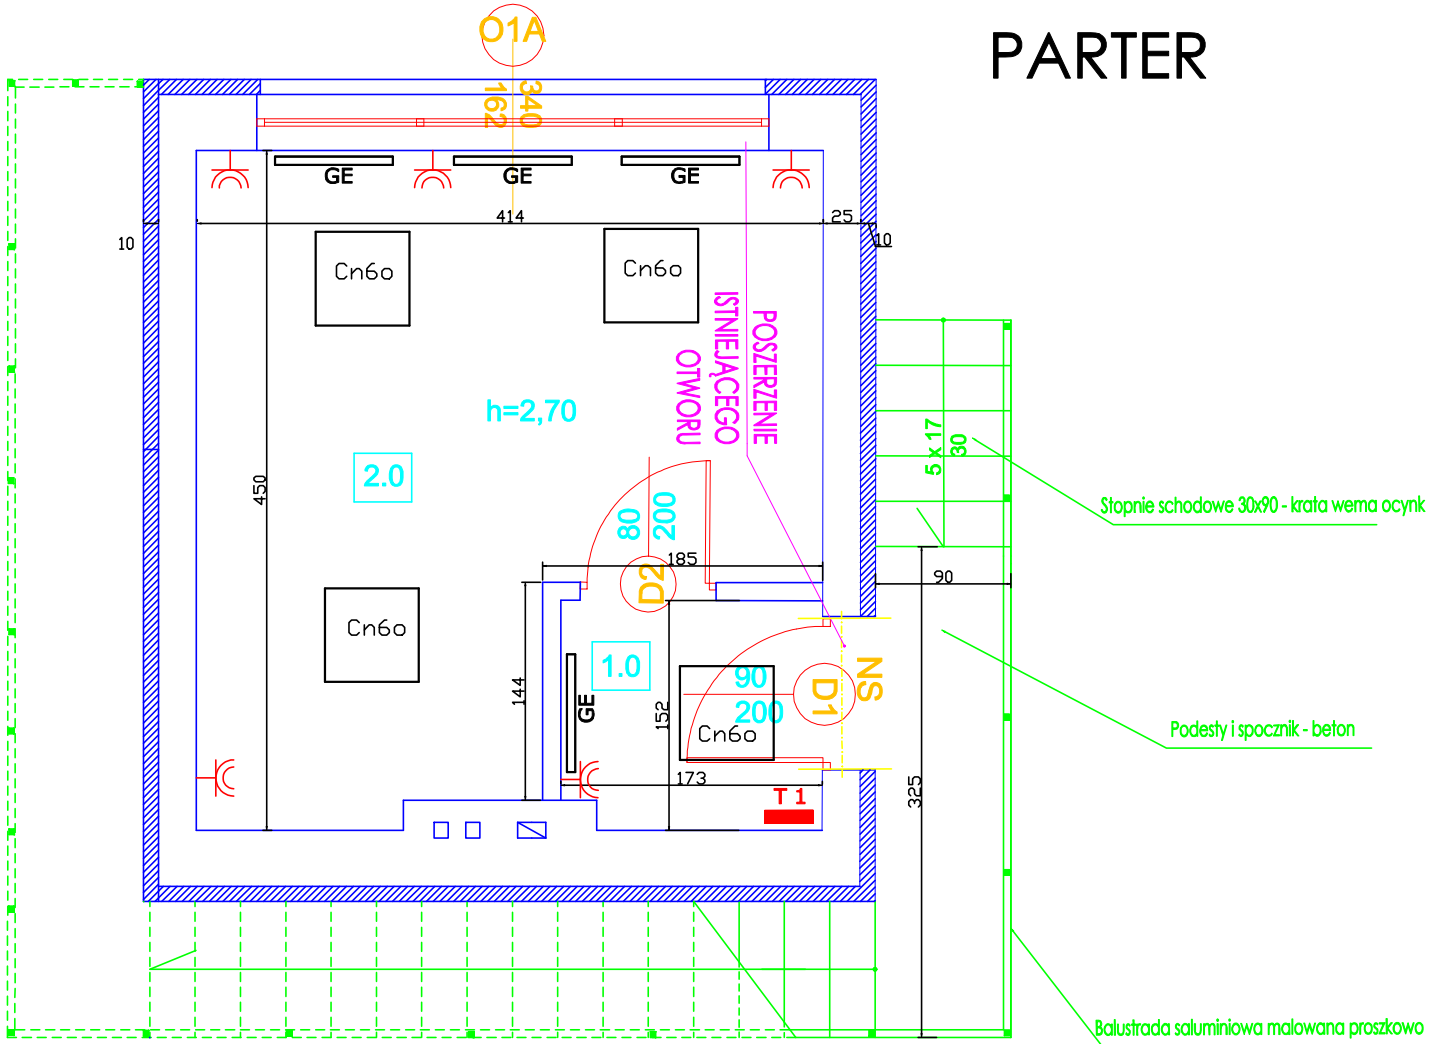 PARTER
O1A
340
162
GE
GE
GE
414
25
10
10
Cn6o
Cn6o
POSZERZENIE
ISTNIEJĄCEGO
OTWORU
h=2,70
2.0
450
80
200
D2
185
5 x 17
30
Stopnie schodowe 30x90 - krata wema ocynk
90
Cn6o
1.0
144
GE
152
90
200
D1
NS
Cn6o
173
T 1
325
Podesty i spocznik - beton
Balustrada saluminiowa malowana proszkowo